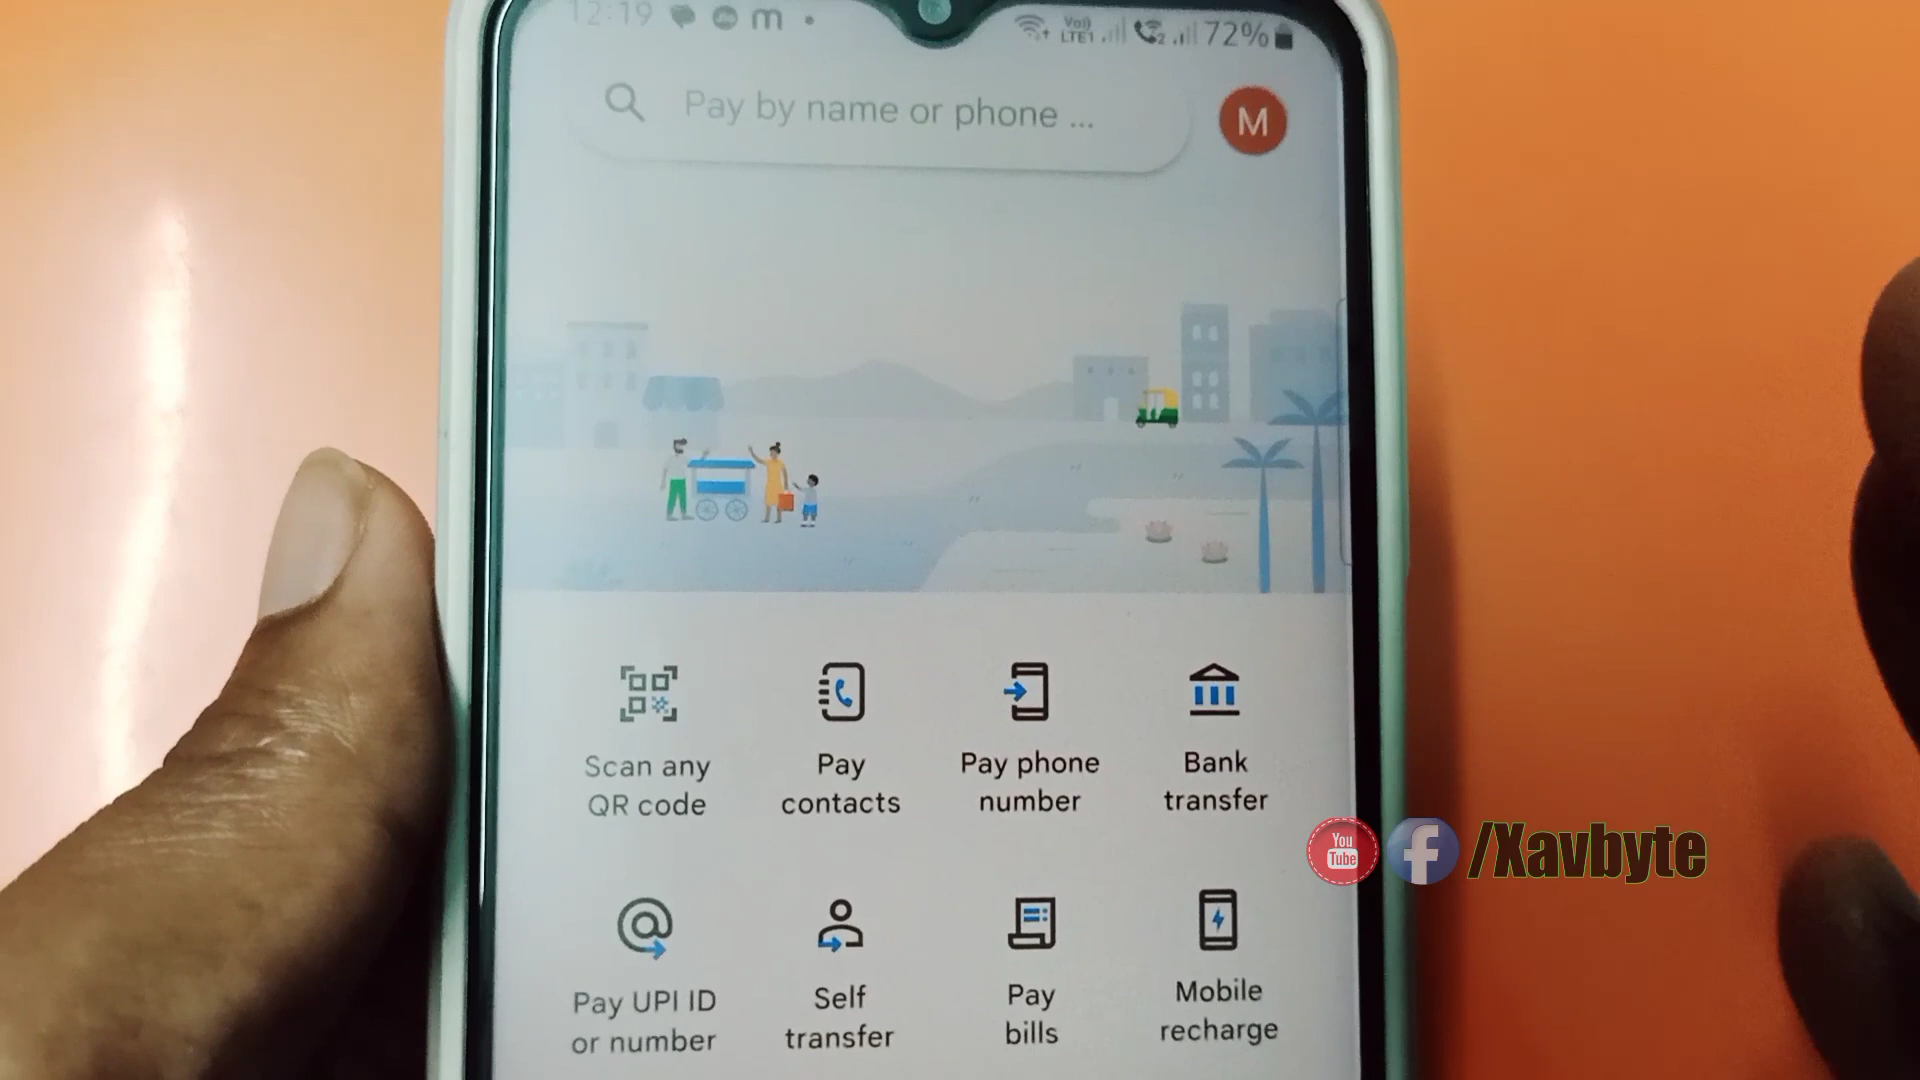 12:19 m Vo)) LTE1 2 72%
Pay by name or phone ...
M
Scan any QR code
Pay contacts
Pay phone number
Bank transfer
You Tube f /Xavbyte
Pay UPI ID or number
Self transfer
Pay bills
Mobile recharge